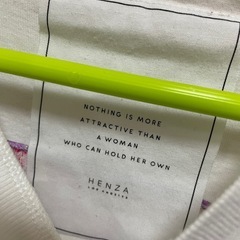 NOTHING IS MORE
ATTRACTIVE THAN
A WOMAN
WHO CAN HOLD HER OWN
HENZA
LOS ANGELES